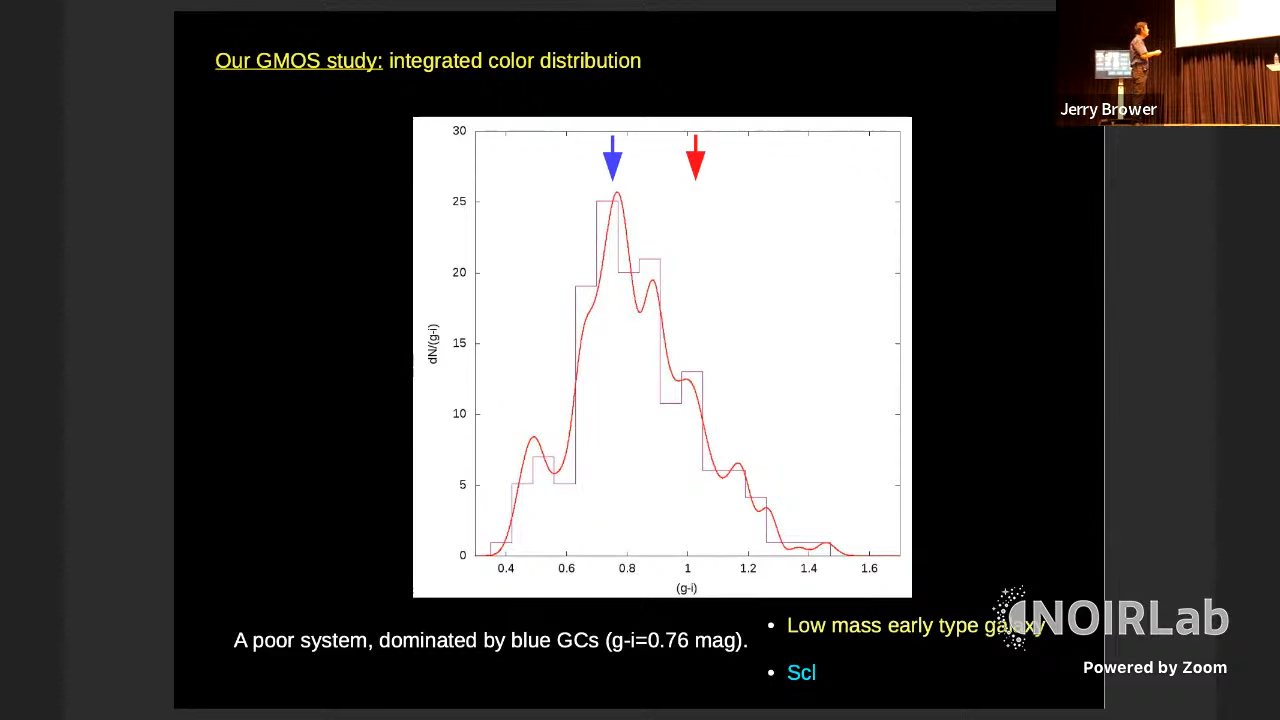 Our GMOS study: integrated color distribution
Jerry Brower
30
25
20
15
10
5
0
dN/(g-i)
0.4 0.6 0.8 1 1.2 1.4 1.6
(g-i)
A poor system, dominated by blue GCs (g-i=0.76 mag).
• Low mass early type galaxy
• Scl
NOIRLab
Powered by Zoom